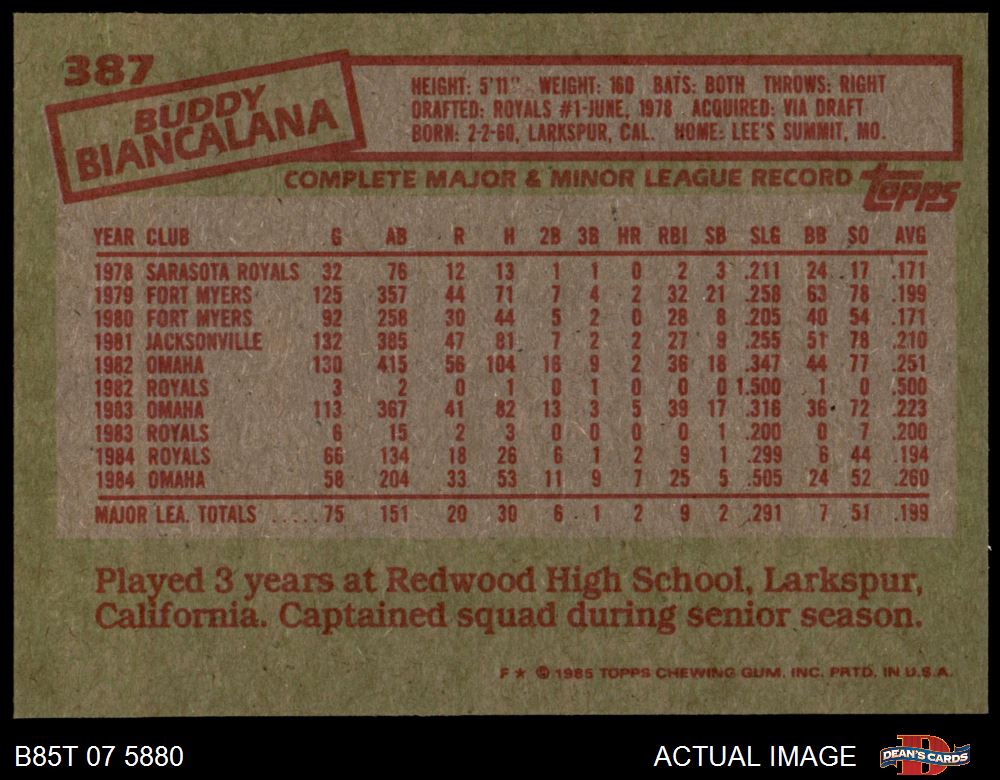 387
BUDDY
BIANCALANA
HEIGHT: 5'11" WEIGHT: 160 BATS: BOTH THROWS: RIGHT
DRAFTED: ROYALS #1-JUNE, 1978 ACQUIRED: VIA DRAFT
BORN: 2-2-60, LARKSPUR, CAL. HOME: LEE'S SUMMIT, MO.
COMPLETE MAJOR & MINOR LEAGUE RECORD topps
YEAR CLUB G AB R H 2B 3B HR RBI SB SLG BB SO AVG
1978 SARASOTA ROYALS 32 76 12 13 1 1 0 2 3 .211 24 17 .171
1979 FORT MYERS 125 357 44 71 7 4 2 32 21 .258 63 78 .199
1980 FORT MYERS 92 258 30 44 5 2 0 28 8 .205 40 54 .171
1981 JACKSONVILLE 132 385 47 81 7 2 2 27 9 .255 51 78 .210
1982 OMAHA 130 415 56 104 16 9 2 36 18 .347 44 77 .251
1982 ROYALS 3 2 0 1 0 1 0 0 0 1.500 1 0 .500
1983 OMAHA 113 367 41 82 13 3 5 39 17 .316 36 72 .223
1983 ROYALS 6 15 2 3 0 0 0 0 1 .200 0 7 .200
1984 ROYALS 66 134 18 26 6 1 2 9 1 .299 6 44 .194
1984 OMAHA 58 204 33 53 11 9 7 25 5 .505 24 52 .260
MAJOR LEA. TOTALS ..... 75 151 20 30 6 1 2 9 2 .291 7 51 .199
Played 3 years at Redwood High School, Larkspur,
California. Captained squad during senior season.
F ★ © 1985 TOPPS CHEWING GUM, INC. PRTD. IN U.S.A.
B85T 07 5880 ACTUAL IMAGE DEAN'S CARDS